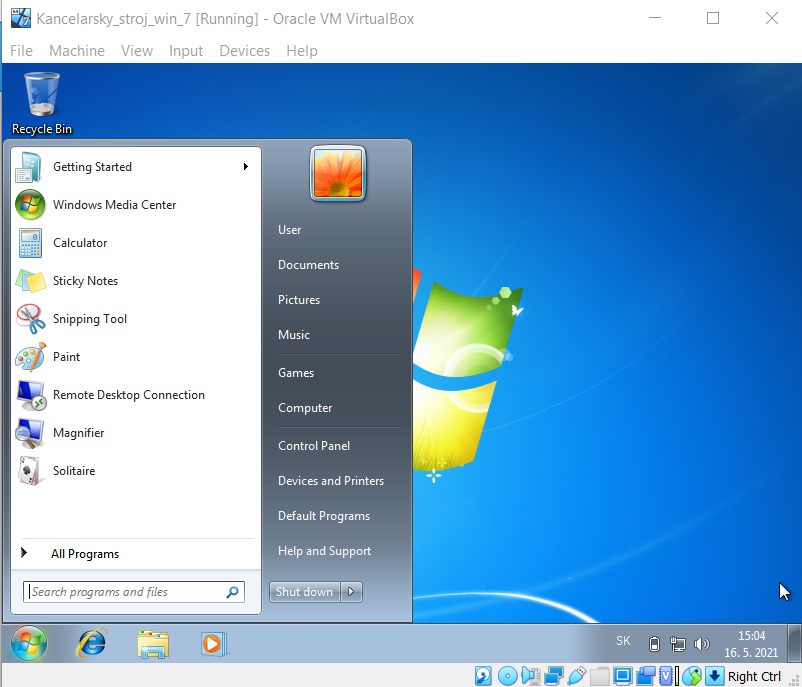 Kancelarsky_stroj_win_7 [Running] - Oracle VM VirtualBox
File Machine View Input Devices Help
Recycle Bin
Getting Started
Windows Media Center
Calculator
Sticky Notes
Snipping Tool
Paint
Remote Desktop Connection
Magnifier
Solitaire
All Programs
Search programs and files
User
Documents
Pictures
Music
Games
Computer
Control Panel
Devices and Printers
Default Programs
Help and Support
Shut down
SK
15:04
16. 5. 2021
Right Ctrl